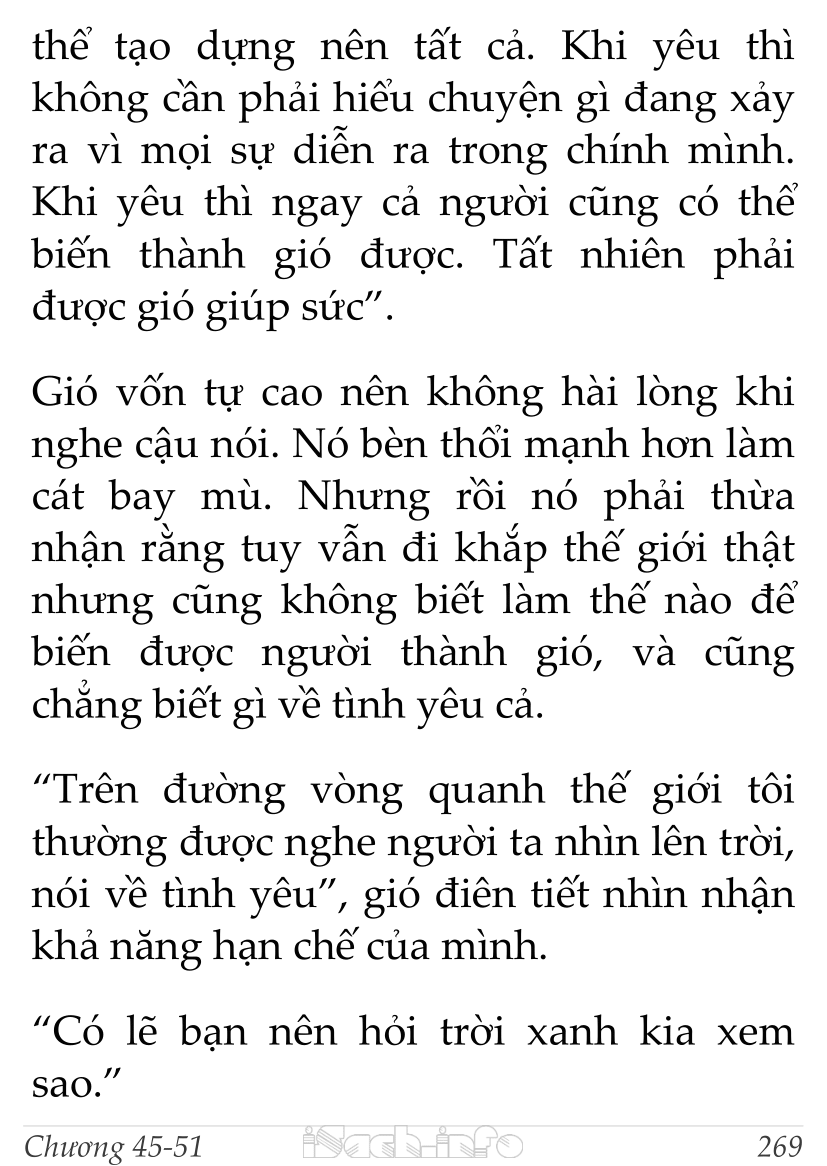 thể tạo dựng nên tất cả. Khi yêu thì
không cần phải hiểu chuyện gì đang xảy
ra vì mọi sự diễn ra trong chính mình.
Khi yêu thì ngay cả người cũng có thể
biến thành gió được. Tất nhiên phải
được gió giúp sức”.
Gió vốn tự cao nên không hài lòng khi
nghe cậu nói. Nó bèn thổi mạnh hơn làm
cát bay mù. Nhưng rồi nó phải thừa
nhận rằng tuy vẫn đi khắp thế giới thật
nhưng cũng không biết làm thế nào để
biến được người thành gió, và cũng
chẳng biết gì về tình yêu cả.
“Trên đường vòng quanh thế giới tôi
thường được nghe người ta nhìn lên trời,
nói về tình yêu”, gió điên tiết nhìn nhận
khả năng hạn chế của mình.
“Có lẽ bạn nên hỏi trời xanh kia xem
sao.”
Chương 45-51 iSach.info 269